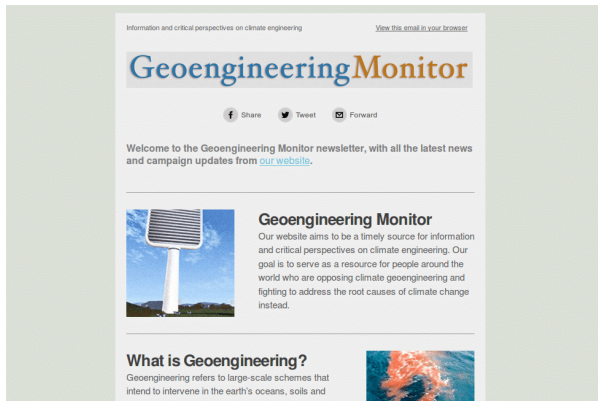 Information and critical perspectives on climate engineering
View this email in your browser
GeoengineeringMonitor
Share
Tweet
Forward
Welcome to the Geoengineering Monitor newsletter, with all the latest news
and campaign updates from our website.
Geoengineering Monitor
Our website aims to be a timely source for information
and critical perspectives on climate engineering. Our
goal is to serve as a resource for people around the
world who are opposing climate geoengineering and
fighting to address the root causes of climate change
instead.
What is Geoengineering?
Geoengineering refers to large-scale schemes that
intend to intervene in the earth's oceans, soils and